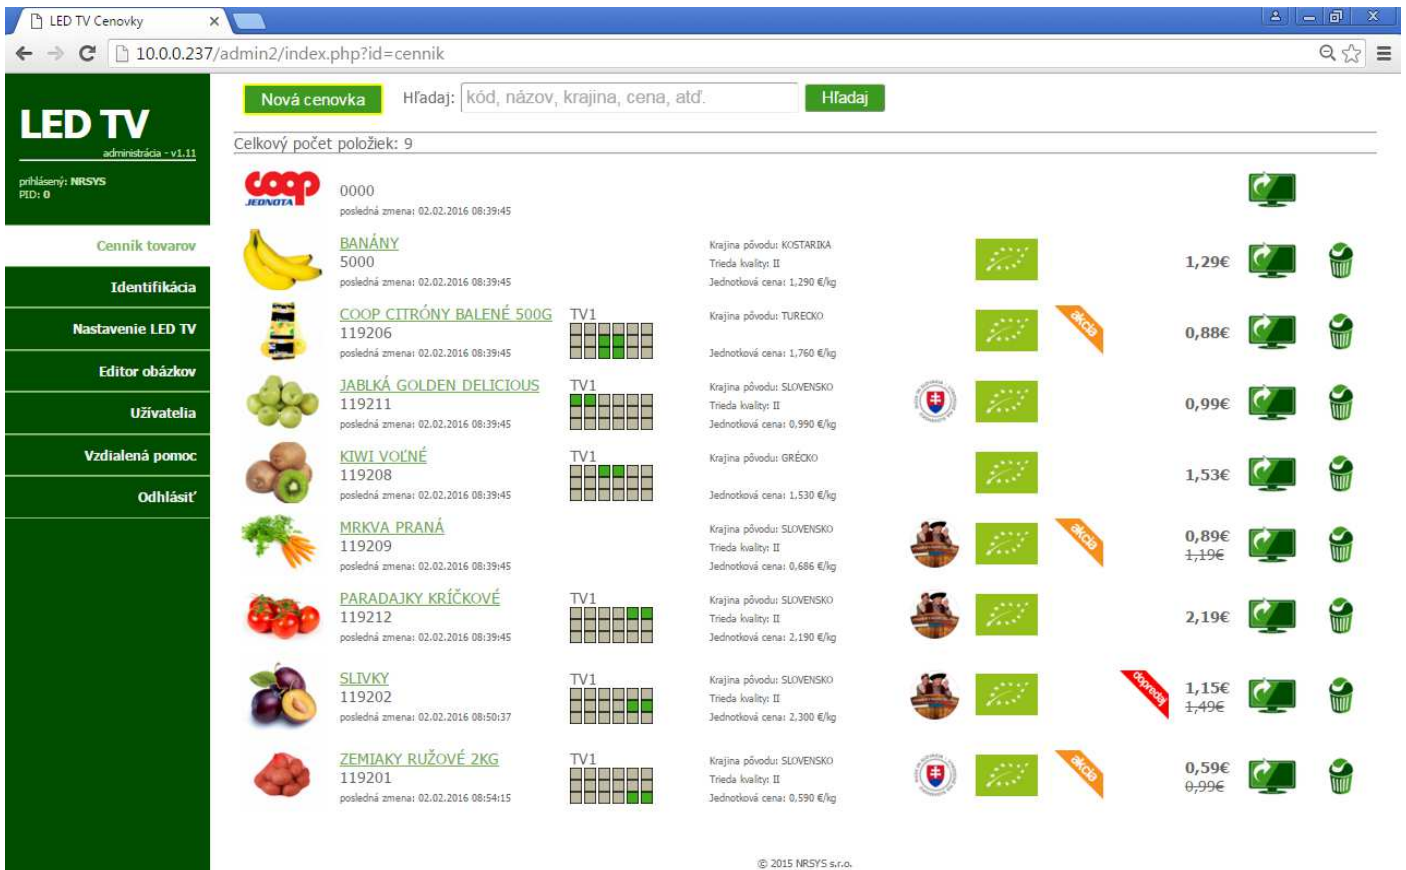 LED TV Cenovky
10.0.0.237/admin2/index.php?id=cennik
LED TV
administrácia - v1.11
prihlásený: NRSYS
PID: 0
Cenník tovarov
Identifikácia
Nastavenie LED TV
Editor obázkov
Užívatelia
Vzdialená pomoc
Odhlásiť
Nová cenovka
Hľadaj: kód, názov, krajina, cena, atď. Hľadaj
Celkový počet položiek: 9
coop
JEDNOTA
0000
posledná zmena: 02.02.2016 08:39:45
BANÁNY
5000
posledná zmena: 02.02.2016 08:39:45
Krajina pôvodu: KOSTARIKA
Trieda kvality: II
Jednotková cena: 1,290 €/kg
1,29€
COOP CITRÓNY BALENÉ 500G
119206
posledná zmena: 02.02.2016 08:39:45
TV1
Krajina pôvodu: TURECKO
Jednotková cena: 1,760 €/kg
akcia
0,88€
JABLKÁ GOLDEN DELICIOUS
119211
posledná zmena: 02.02.2016 08:39:45
TV1
Krajina pôvodu: SLOVENSKO
Trieda kvality: II
Jednotková cena: 0,990 €/kg
0,99€
KIWI VOĽNÉ
119208
posledná zmena: 02.02.2016 08:39:45
TV1
Krajina pôvodu: GRÉCKO
Jednotková cena: 1,530 €/kg
1,53€
MRKVA PRANÁ
119209
posledná zmena: 02.02.2016 08:39:45
Krajina pôvodu: SLOVENSKO
Trieda kvality: II
Jednotková cena: 0,686 €/kg
akcia
0,89€
1,19€
PARADAJKY KRÍČKOVÉ
119212
posledná zmena: 02.02.2016 08:39:45
TV1
Krajina pôvodu: SLOVENSKO
Trieda kvality: II
Jednotková cena: 2,190 €/kg
2,19€
SLIVKY
119202
posledná zmena: 02.02.2016 08:50:37
TV1
Krajina pôvodu: SLOVENSKO
Trieda kvality: II
Jednotková cena: 2,300 €/kg
dopredaj
1,15€
1,49€
ZEMIAKY RUŽOVÉ 2KG
119201
posledná zmena: 02.02.2016 08:54:15
TV1
Krajina pôvodu: SLOVENSKO
Trieda kvality: II
Jednotková cena: 0,590 €/kg
akcia
0,59€
0,99€
© 2015 NRSYS s.r.o.